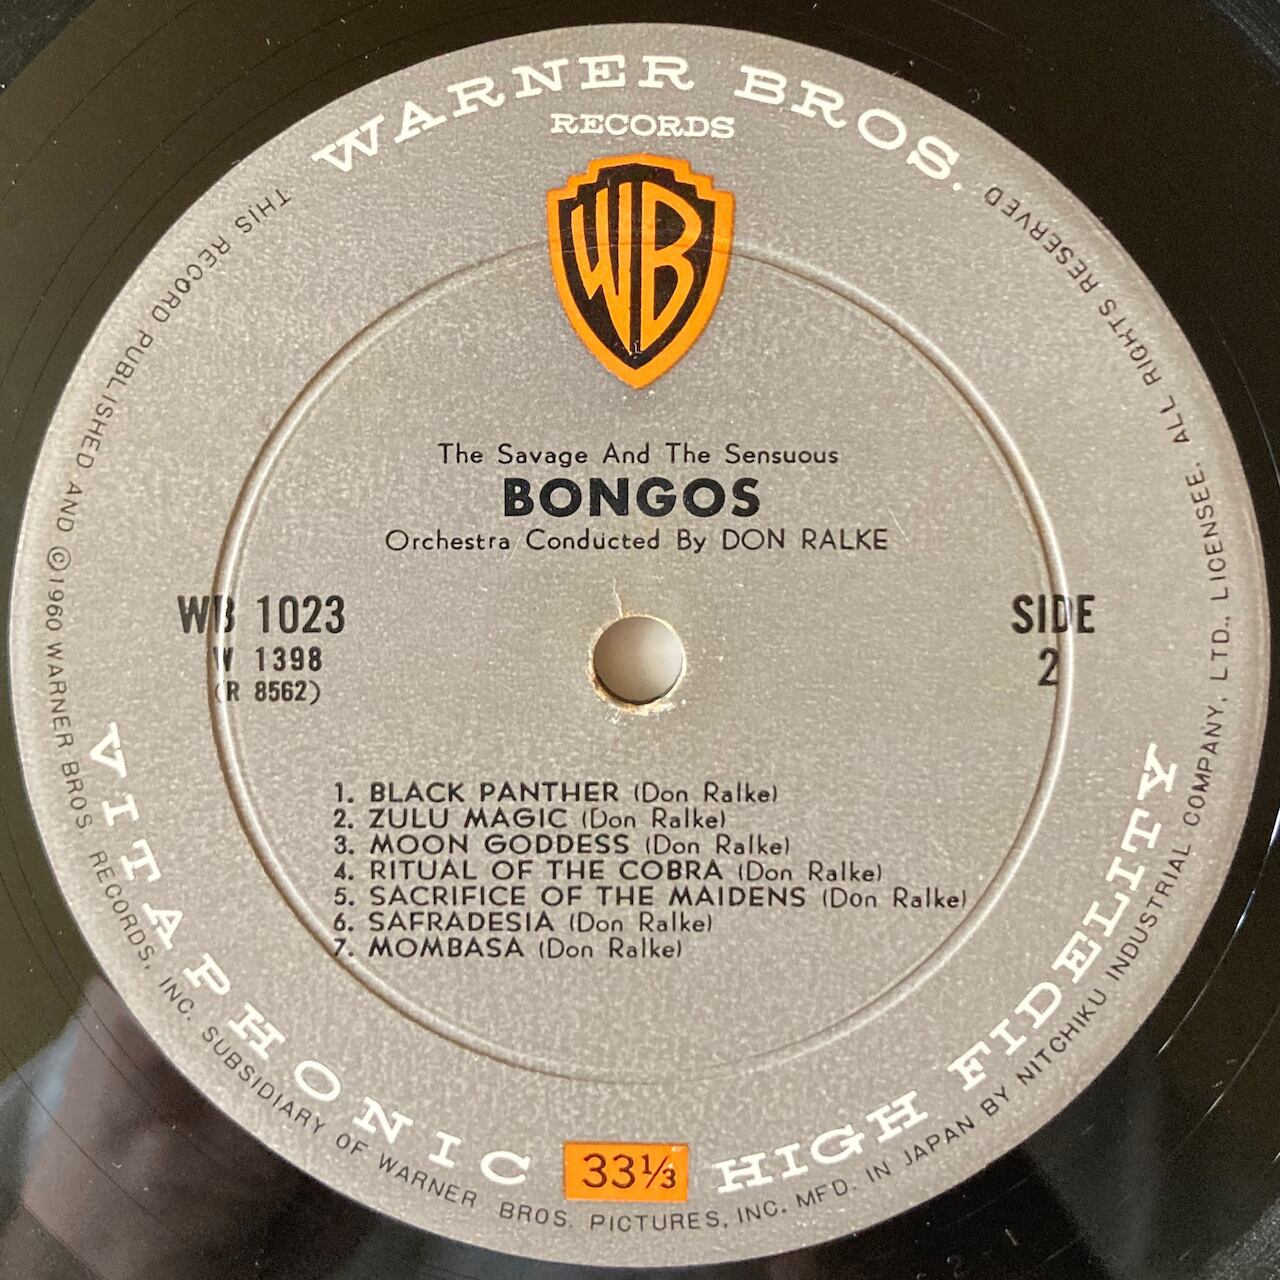 WARNER BROS.
RECORDS
WB
The Savage And The Sensuous
BONGOS
Orchestra Conducted By DON RALKE
WB 1023
W 1398
(R 8562)
SIDE
2
1. BLACK PANTHER (Don Ralke)
2. ZULU MAGIC (Don Ralke)
3. MOON GODDESS (Don Ralke)
4. RITUAL OF THE COBRA (Don Ralke)
5. SACRIFICE OF THE MAIDENS (Don Ralke)
6. SAFRADESIA (Don Ralke)
7. MOMBASA (Don Ralke)
VITAPHONIC
33⅓
HIGH FIDELITY
THIS RECORD PUBLISHED AND ©1960 WARNER BROS RECORDS, INC. SUBSIDIARY OF WARNER BROS. PICTURES, INC. MFD. IN JAPAN BY NITCHIKU INDUSTRIAL COMPANY, LTD., LICENSEE. ALL RIGHTS RESERVED